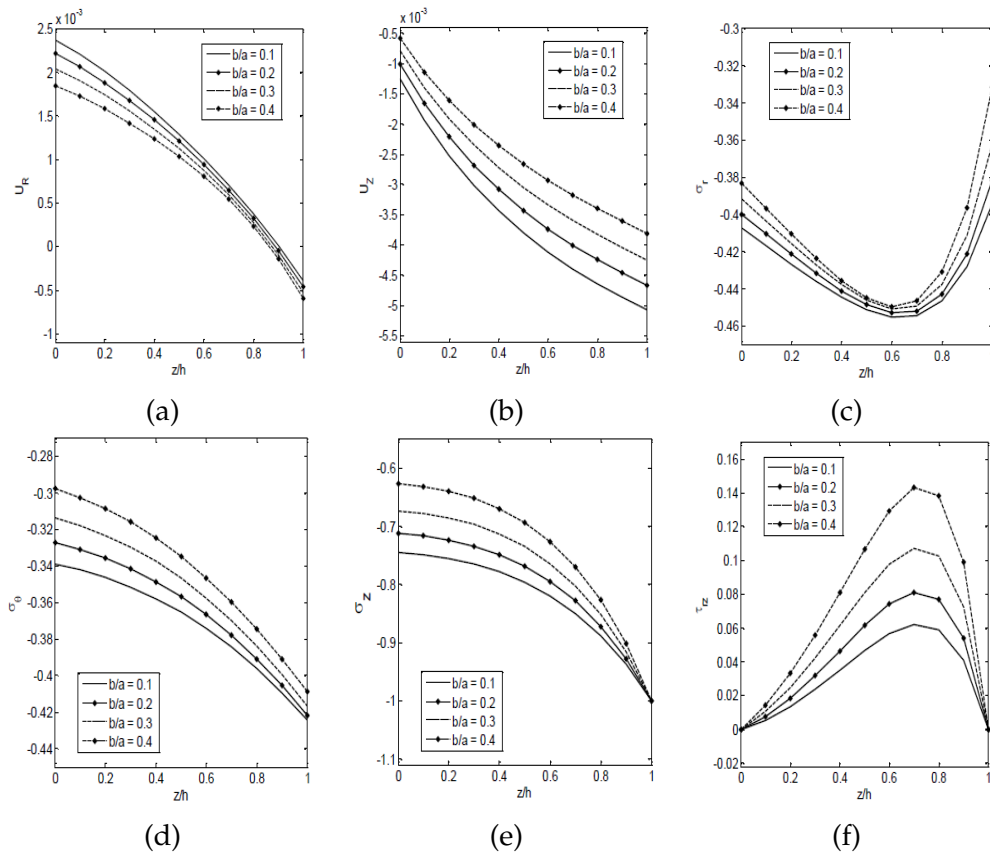 x 10⁻³
2.5
2
1.5
1
0.5
0
-0.5
-1
U_R
b/a = 0.1
b/a = 0.2
b/a = 0.3
b/a = 0.4
0 0.2 0.4 0.6 0.8 1
z/h
(a)
x 10⁻³
-0.5
-1
-1.5
-2
-2.5
-3
-3.5
-4
-4.5
-5
-5.5
U_Z
b/a = 0.1
b/a = 0.2
b/a = 0.3
b/a = 0.4
0 0.2 0.4 0.6 0.8 1
z/h
(b)
-0.3
-0.32
-0.34
-0.36
-0.38
-0.4
-0.42
-0.44
-0.46
σ_r
b/a = 0.1
b/a = 0.2
b/a = 0.3
b/a = 0.4
0 0.2 0.4 0.6 0.8 1
z/h
(c)
-0.28
-0.3
-0.32
-0.34
-0.36
-0.38
-0.4
-0.42
-0.44
σ_θ
b/a = 0.1
b/a = 0.2
b/a = 0.3
b/a = 0.4
0 0.2 0.4 0.6 0.8 1
z/h
(d)
-0.6
-0.7
-0.8
-0.9
-1
-1.1
σ_z
b/a = 0.1
b/a = 0.2
b/a = 0.3
b/a = 0.4
0 0.2 0.4 0.6 0.8 1
z/h
(e)
0.16
0.14
0.12
0.1
0.08
0.06
0.04
0.02
0
-0.02
τ_rz
b/a = 0.1
b/a = 0.2
b/a = 0.3
b/a = 0.4
0 0.2 0.4 0.6 0.8 1
z/h
(f)